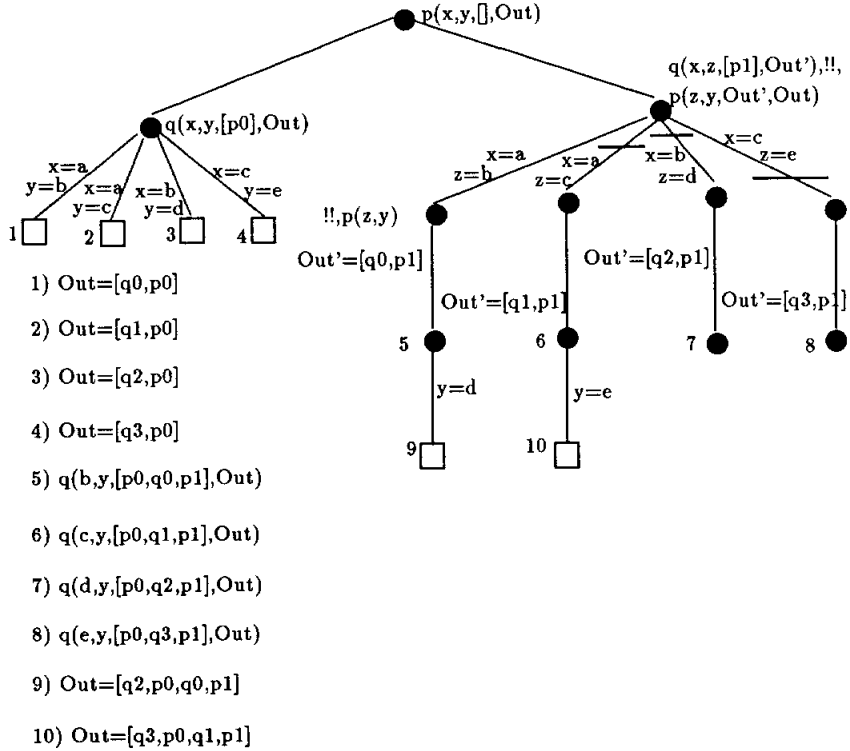 p(x,y,[],Out)
q(x,z,[p1],Out'),!!,
p(z,y,Out',Out)
q(x,y,[p0],Out)
x=a
y=b
x=a
y=c
x=b
y=d
x=c
y=e
x=a
z=b
x=a
z=c
x=b
z=d
x=c
z=e
1
2
3
4
!!,p(z,y)
Out'=[q0,p1]
Out'=[q1,p1]
Out'=[q2,p1]
Out'=[q3,p1]
5
6
7
8
y=d
y=e
9
10
1) Out=[q0,p0]
2) Out=[q1,p0]
3) Out=[q2,p0]
4) Out=[q3,p0]
5) q(b,y,[p0,q0,p1],Out)
6) q(c,y,[p0,q1,p1],Out)
7) q(d,y,[p0,q2,p1],Out)
8) q(e,y,[p0,q3,p1],Out)
9) Out=[q2,p0,q0,p1]
10) Out=[q3,p0,q1,p1]